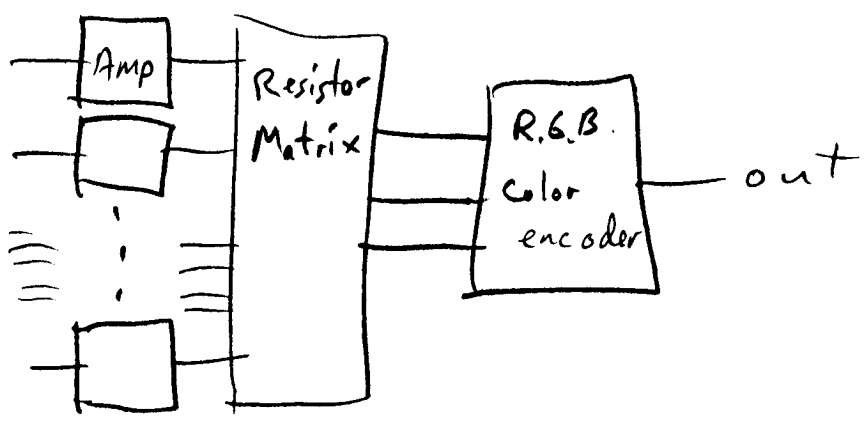 Amp
Resistor
Matrix
R.G.B.
Color
encoder
out